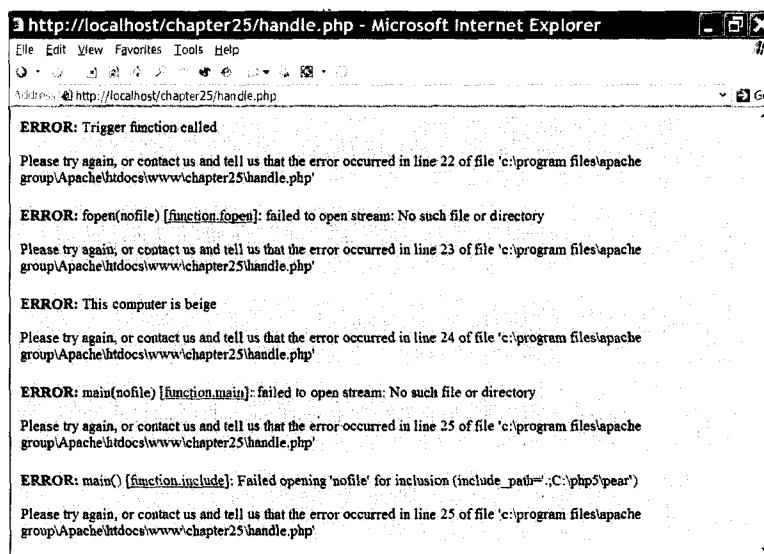 http://localhost/chapter25/handle.php - Microsoft Internet Explorer
File Edit View Favorites Tools Help
Address http://localhost/chapter25/handle.php
ERROR: Trigger function called
Please try again, or contact us and tell us that the error occurred in line 22 of file 'c:\program files\apache
group\Apache\htdocs\www\chapter25\handle.php'
ERROR: fopen(nofile) [function.fopen]: failed to open stream: No such file or directory
Please try again, or contact us and tell us that the error occurred in line 23 of file 'c:\program files\apache
group\Apache\htdocs\www\chapter25\handle.php'
ERROR: This computer is beige
Please try again, or contact us and tell us that the error occurred in line 24 of file 'c:\program files\apache
group\Apache\htdocs\www\chapter25\handle.php'
ERROR: main(nofile) [function.main]: failed to open stream: No such file or directory
Please try again, or contact us and tell us that the error occurred in line 25 of file 'c:\program files\apache
group\Apache\htdocs\www\chapter25\handle.php'
ERROR: main() [function.include]: Failed opening 'nofile' for inclusion (include_path='.;C:\php5\pear')
Please try again, or contact us and tell us that the error occurred in line 25 of file 'c:\program files\apache
group\Apache\htdocs\www\chapter25\handle.php'